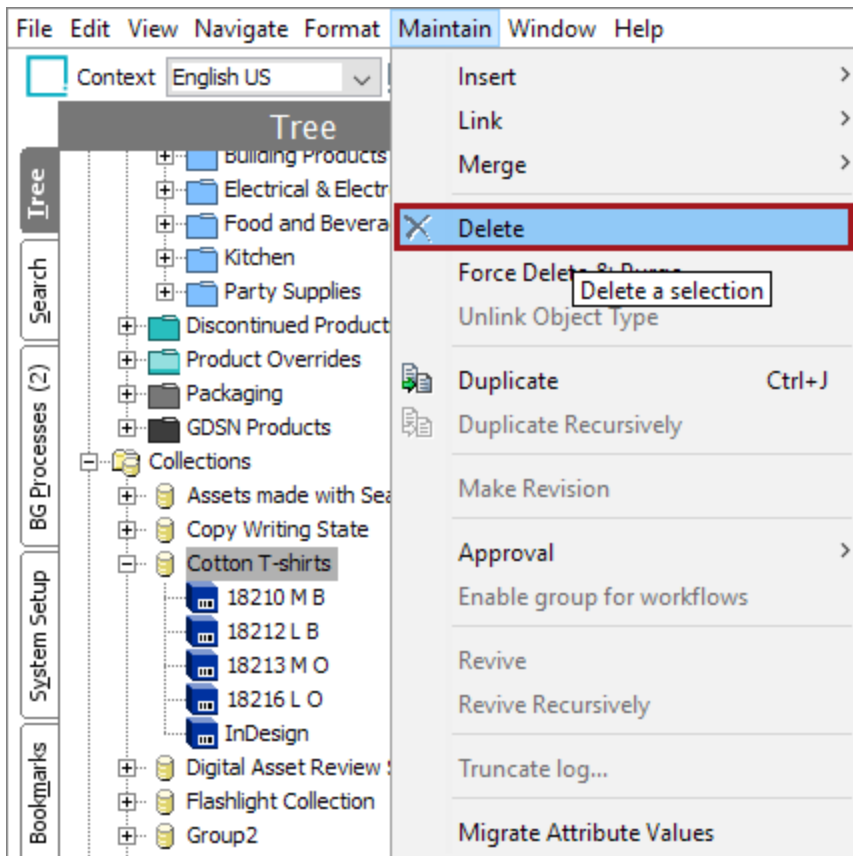 File Edit View Navigate Format Maintain Window Help
Context English US
Tree
Tree
Search
BG Processes (2)
System Setup
Bookmarks
Building Products
Electrical & Electr
Food and Bevera
Kitchen
Party Supplies
Discontinued Product
Product Overrides
Packaging
GDSN Products
Collections
Assets made with Sea
Copy Writing State
Cotton T-shirts
18210 M B
18212 L B
18213 M O
18216 L O
InDesign
Digital Asset Review
Flashlight Collection
Group2
Insert
Link
Merge
Delete
Force Delete & Purge
Delete a selection
Unlink Object Type
Duplicate Ctrl+J
Duplicate Recursively
Make Revision
Approval
Enable group for workflows
Revive
Revive Recursively
Truncate log...
Migrate Attribute Values